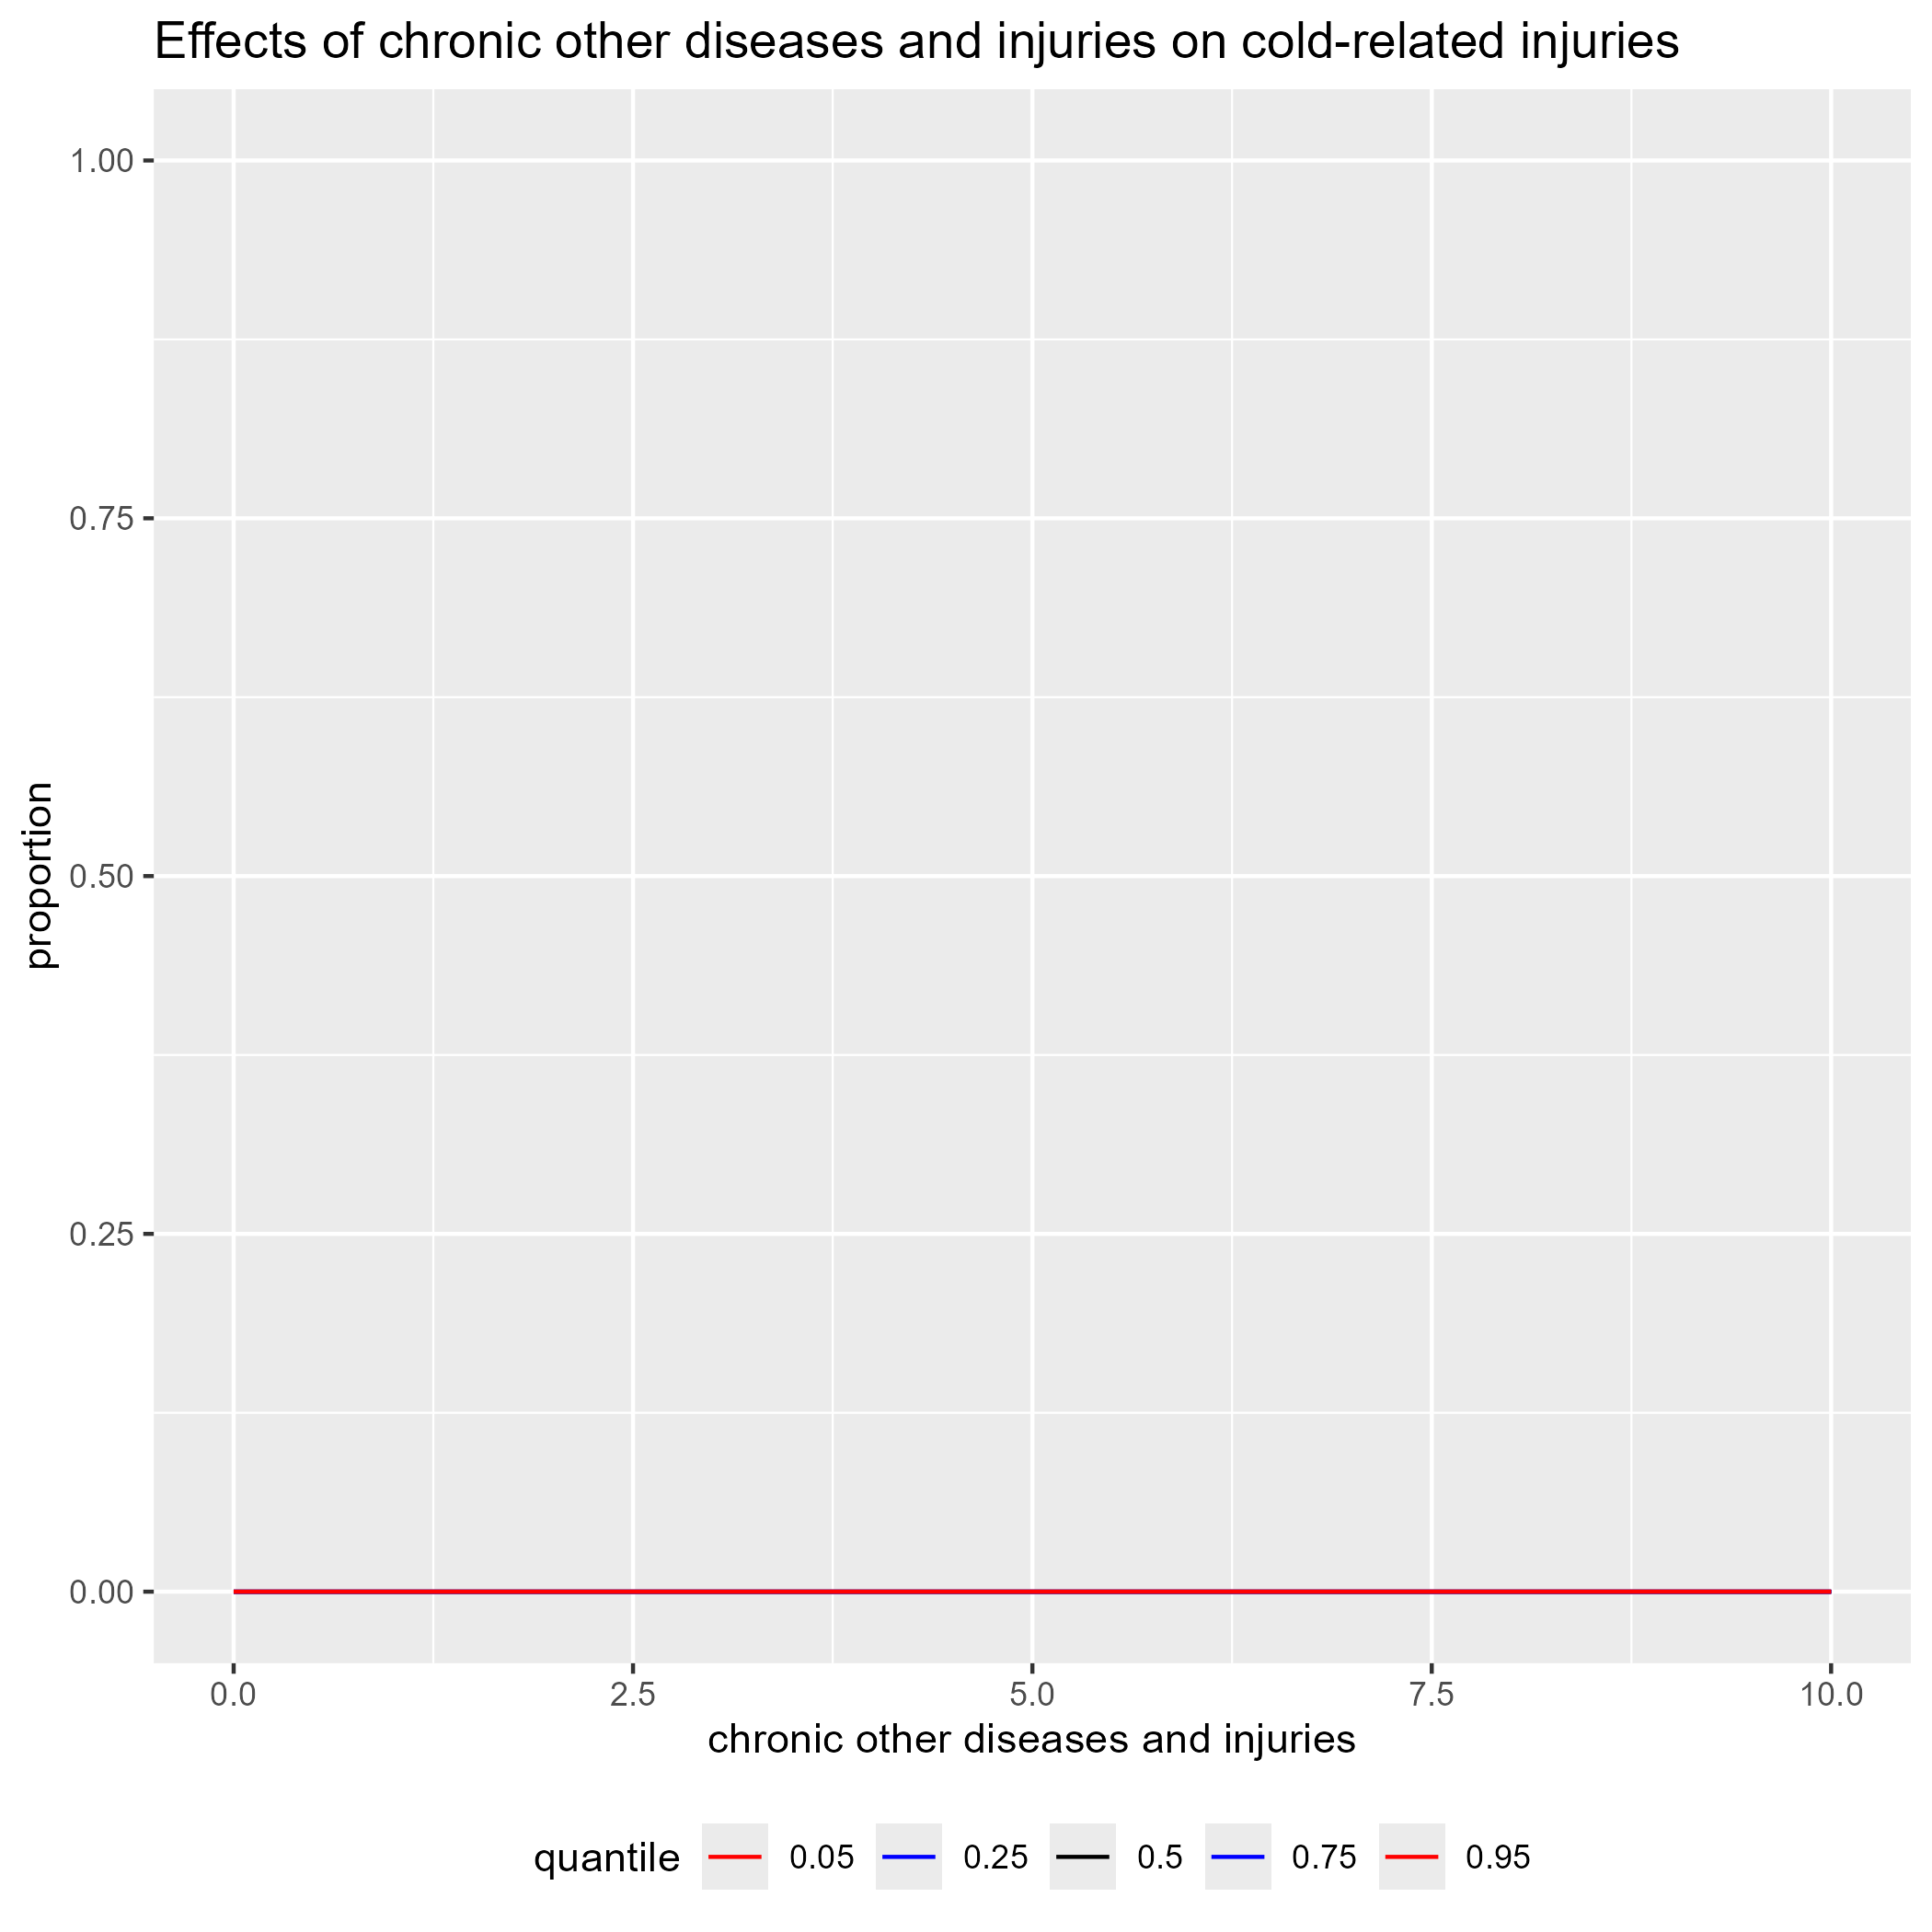 Effects of chronic other diseases and injuries on cold-related injuries
1.00
0.75
0.50
0.25
0.00
proportion
0.0 2.5 5.0 7.5 10.0
chronic other diseases and injuries
quantile 0.05 0.25 0.5 0.75 0.95